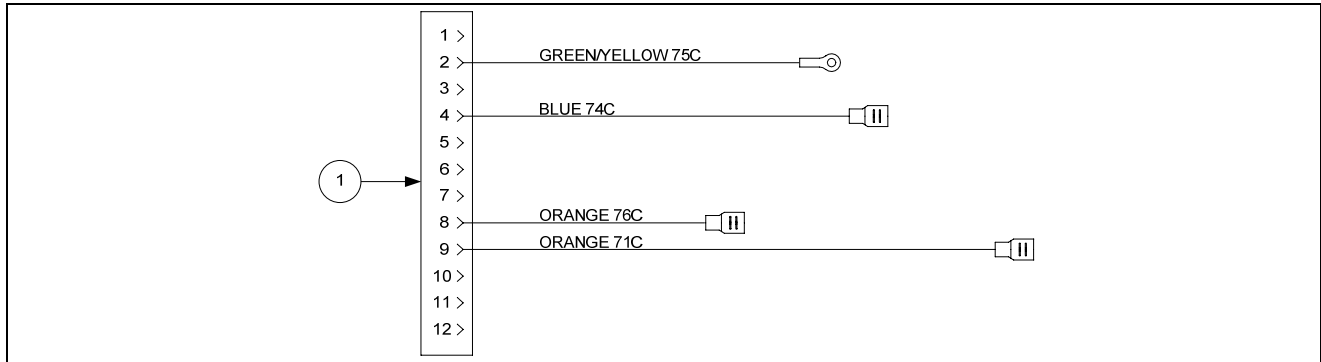 1
2 GREEN/YELLOW 75C
3
4 BLUE 74C
5
6
1
7
8 ORANGE 76C
9 ORANGE 71C
10
11
12